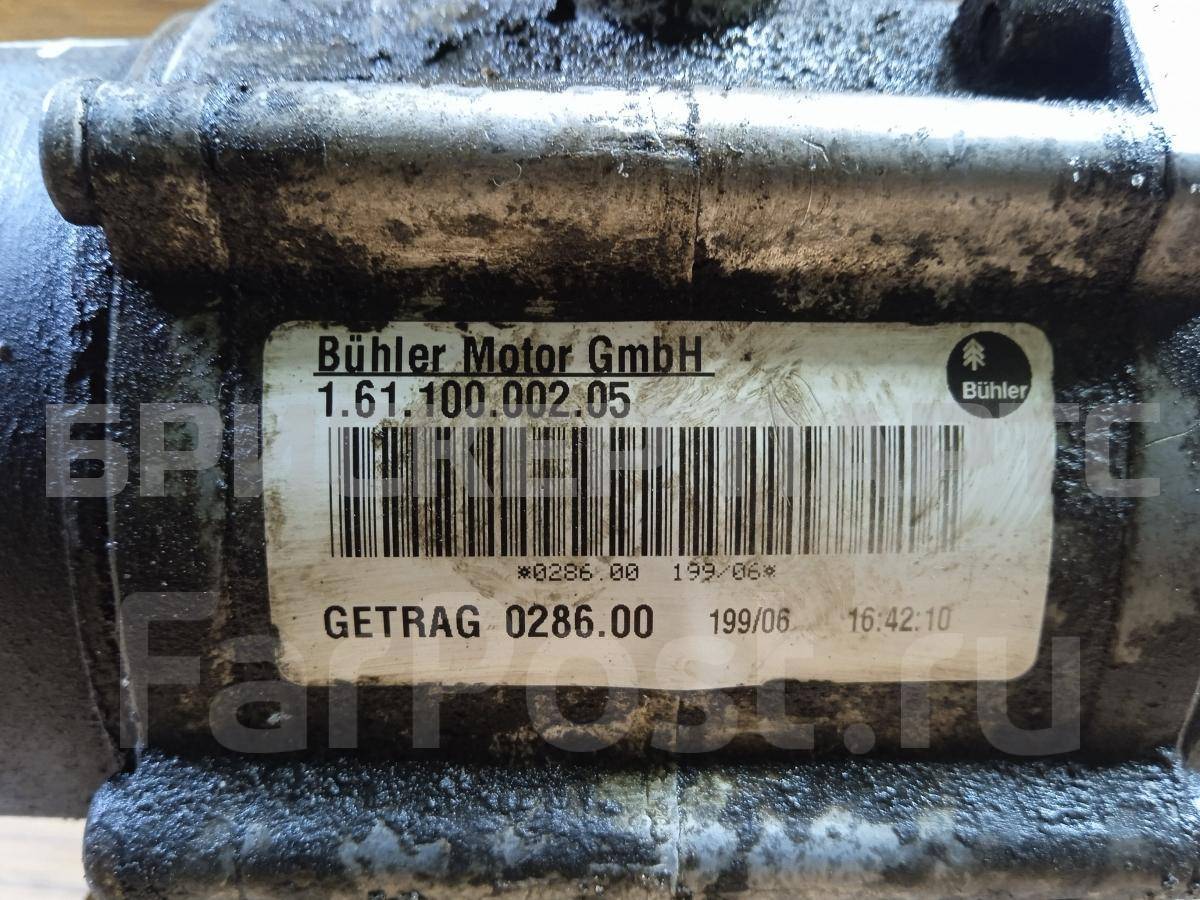 Bühler Motor GmbH
1.61.100.002.05
Bühler
*0286.00 199/06*
GETRAG 0286.00 199/06 16:42:10
FarPost.ru